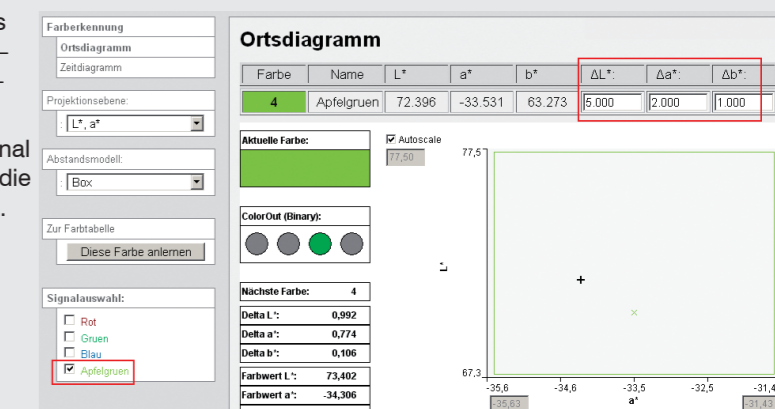 s
–
-
nal
die
.
Farberkennung
Ortsdiagramm
Zeitdiagramm
Projektionsebene:
: L*, a*
Abstandsmodell:
: Box
Zur Farbtabelle
Diese Farbe anlernen
Signalauswahl:
Rot
Gruen
Blau
Apfelgruen
Ortsdiagramm
Farbe Name L* a* b* ΔL*: Δa*: Δb*:
4 Apfelgruen 72.396 -33.531 63.273 5.000 2.000 1.000
Aktuelle Farbe:
ColorOut (Binary):
Nächste Farbe: 4
Delta L*: 0,992
Delta a*: 0,774
Delta b*: 0,106
Farbwert L*: 73,402
Farbwert a*: -34,306
Autoscale
77,50
77,5
L*
67,3
-35,6 -34,6 -33,5 -32,5 -31,4
-35,63 a* -31,43